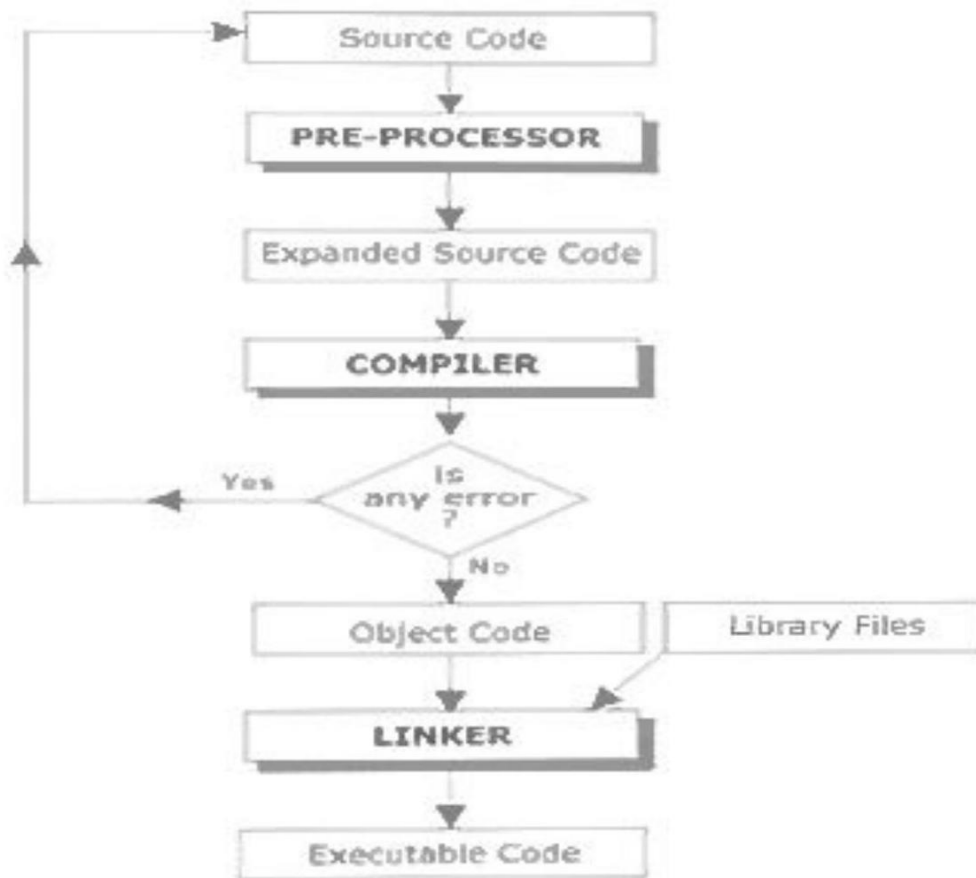 Source Code
PRE-PROCESSOR
Expanded Source Code
COMPILER
Is
any error
?
Yes
No
Object Code
Library Files
LINKER
Executable Code